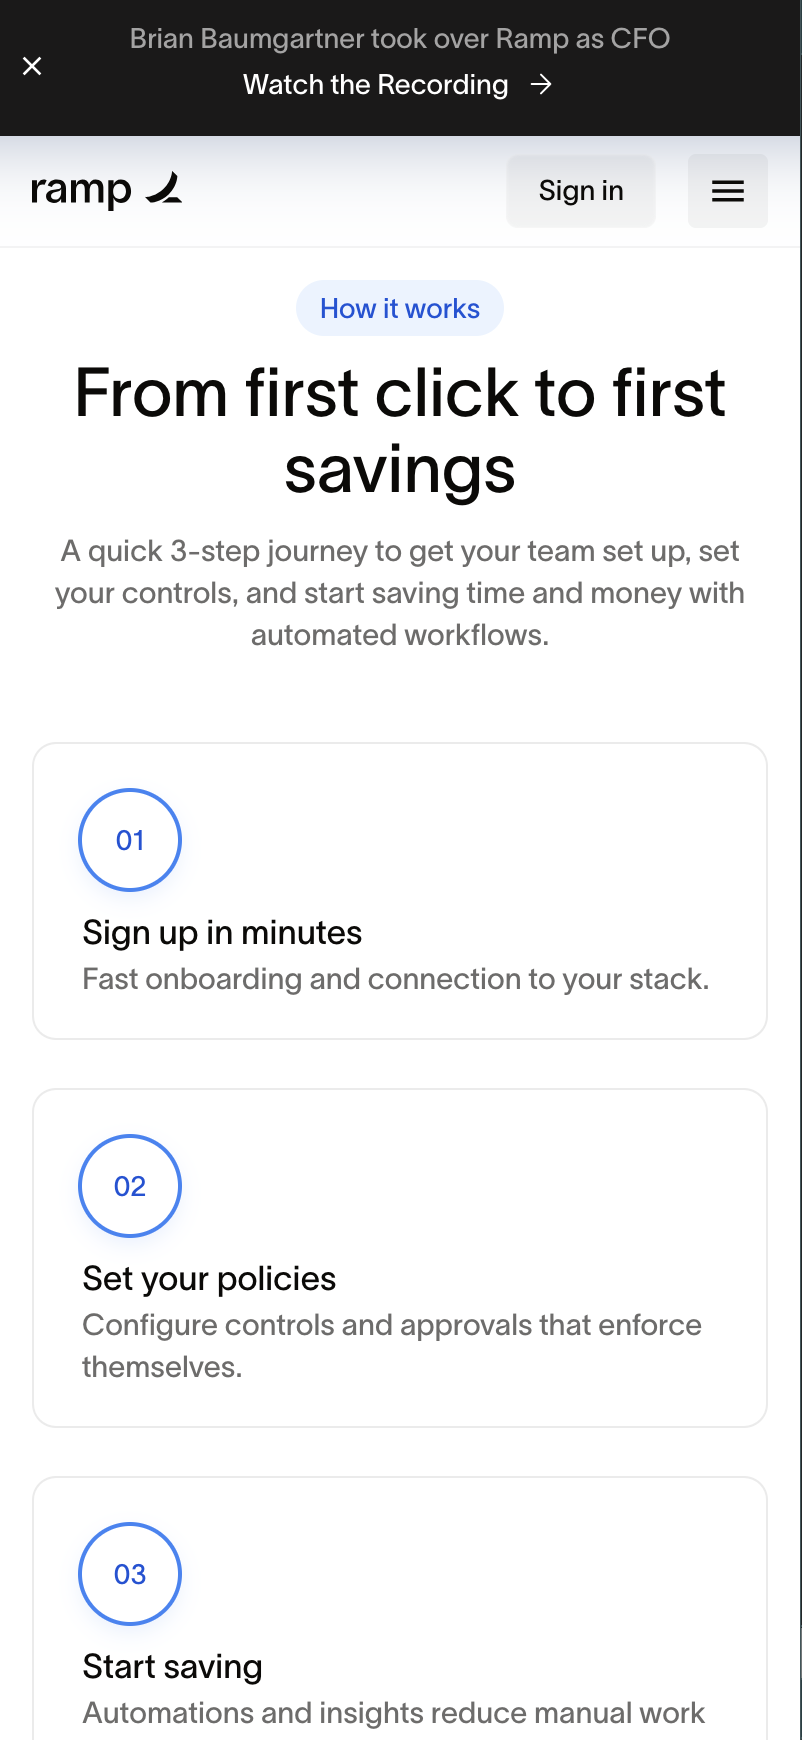 Brian Baumgartner took over Ramp as CFO
Watch the Recording →
ramp
Sign in
How it works
From first click to first
savings
A quick 3-step journey to get your team set up, set
your controls, and start saving time and money with
automated workflows.
01
Sign up in minutes
Fast onboarding and connection to your stack.
02
Set your policies
Configure controls and approvals that enforce
themselves.
03
Start saving
Automations and insights reduce manual work